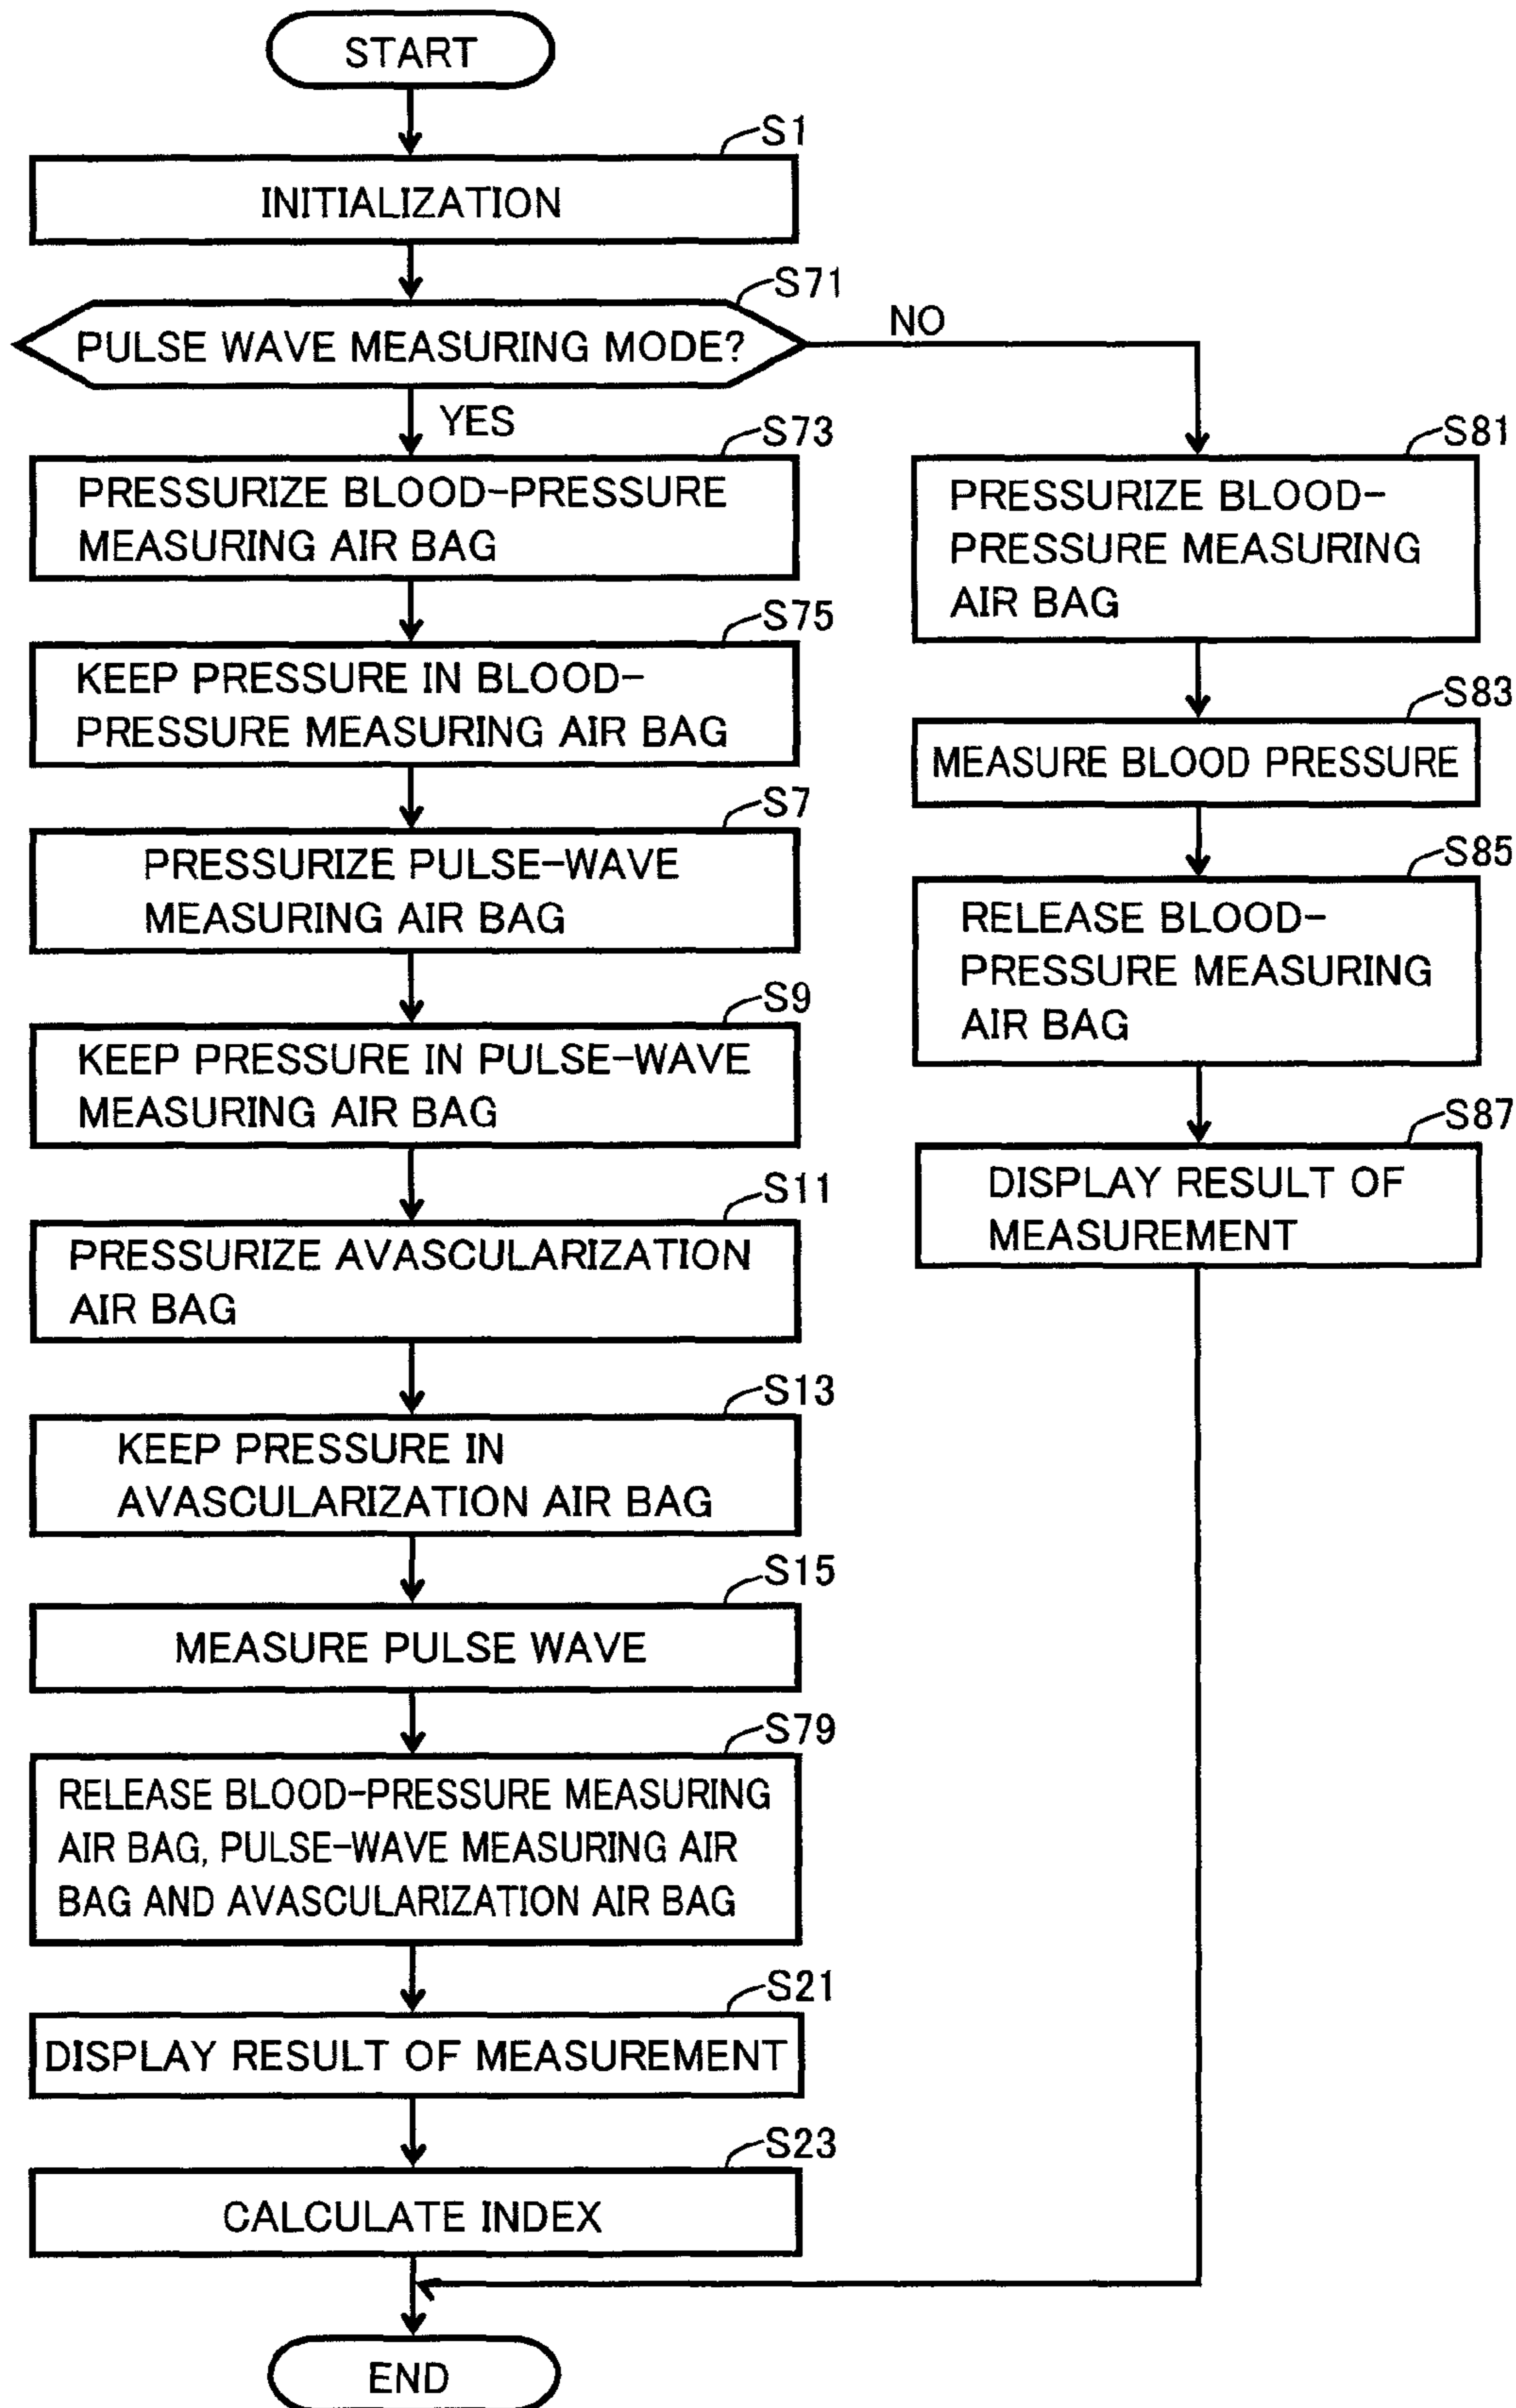 START
S1
INITIALIZATION
S71
PULSE WAVE MEASURING MODE?
NO
YES
S73
PRESSURIZE BLOOD-PRESSURE
MEASURING AIR BAG
S75
KEEP PRESSURE IN BLOOD-
PRESSURE MEASURING AIR BAG
S7
PRESSURIZE PULSE-WAVE
MEASURING AIR BAG
S9
KEEP PRESSURE IN PULSE-WAVE
MEASURING AIR BAG
S11
PRESSURIZE AVASCULARIZATION
AIR BAG
S13
KEEP PRESSURE IN
AVASCULARIZATION AIR BAG
S15
MEASURE PULSE WAVE
S79
RELEASE BLOOD-PRESSURE MEASURING
AIR BAG, PULSE-WAVE MEASURING AIR
BAG AND AVASCULARIZATION AIR BAG
S21
DISPLAY RESULT OF MEASUREMENT
S23
CALCULATE INDEX
S81
PRESSURIZE BLOOD-
PRESSURE MEASURING
AIR BAG
S83
MEASURE BLOOD PRESSURE
S85
RELEASE BLOOD-
PRESSURE MEASURING
AIR BAG
S87
DISPLAY RESULT OF
MEASUREMENT
END